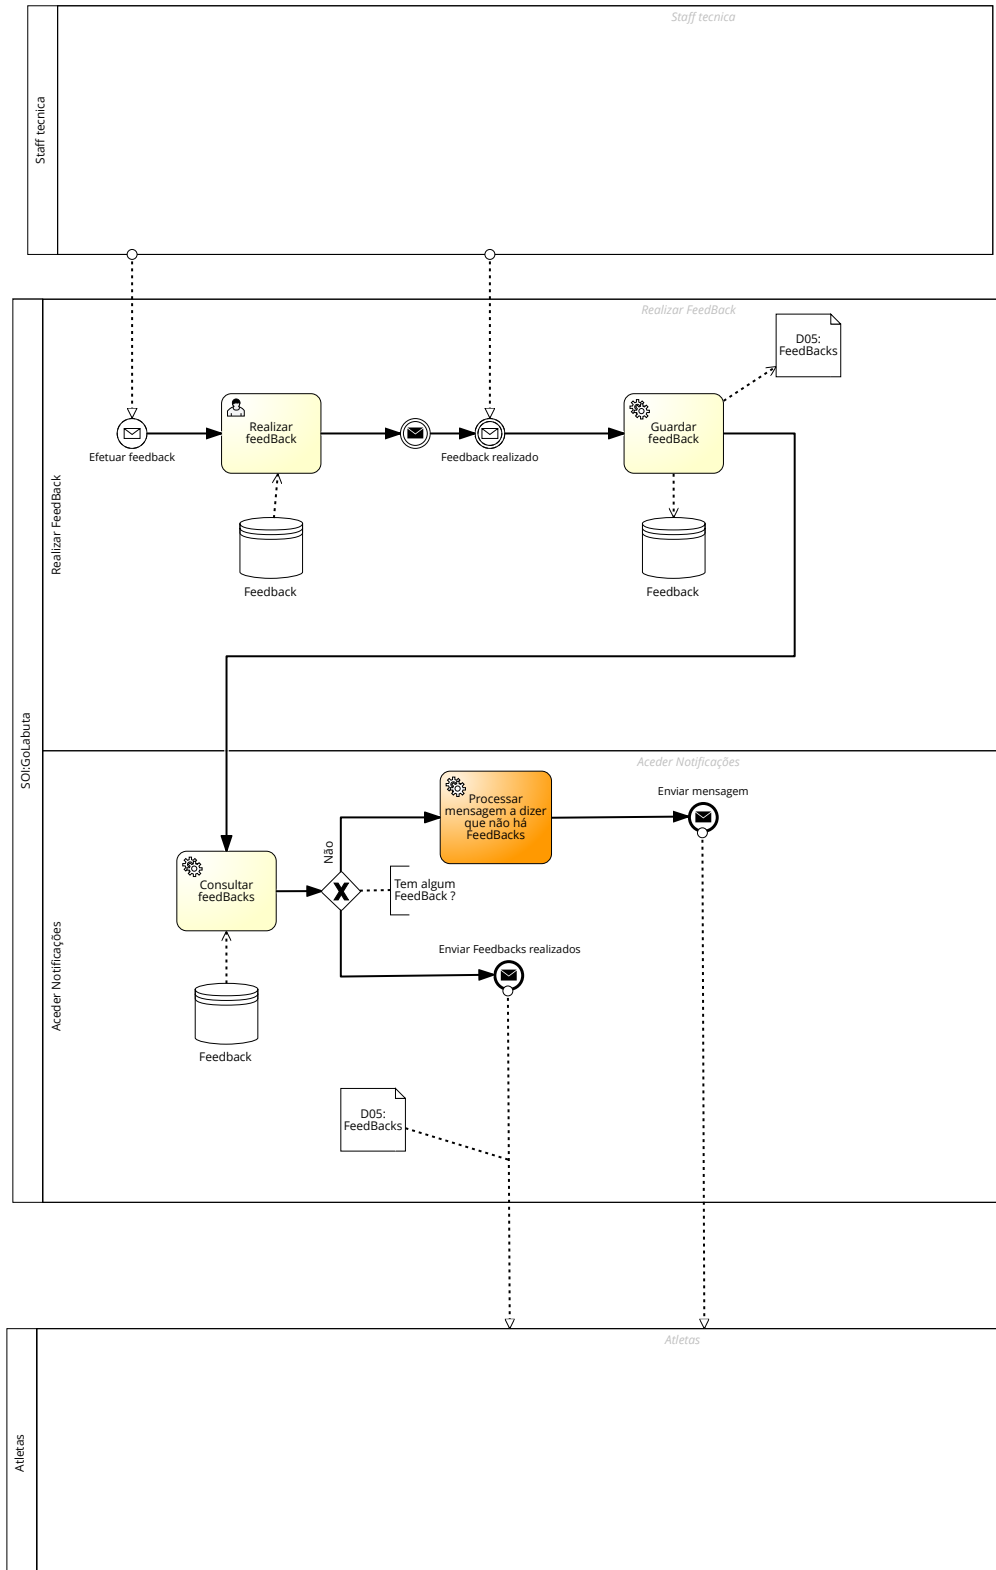 Staff tecnica
Staff tecnica
SOI:GoLabuta
Realizar FeedBack
Realizar FeedBack
D05:
FeedBacks
Efetuar feedback
Realizar
feedBack
Feedback realizado
Guardar
feedBack
Feedback
Feedback
Aceder Notificações
Aceder Notificações
Processar
mensagem a dizer
que não há
FeedBacks
Enviar mensagem
Não
Consultar
feedBacks
Tem algum
FeedBack ?
Enviar Feedbacks realizados
Feedback
D05:
FeedBacks
Atletas
Atletas